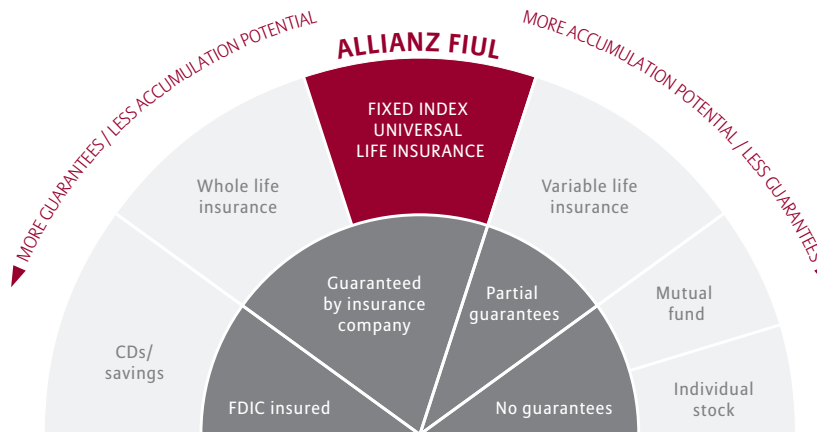 MORE GUARANTEES / LESS ACCUMULATION POTENTIAL
ALLIANZ FIUL
MORE ACCUMULATION POTENTIAL / LESS GUARANTEES
FIXED INDEX
UNIVERSAL
LIFE INSURANCE
Whole life
insurance
Variable life
insurance
CDs/
savings
Mutual
fund
Individual
stock
Guaranteed
by insurance
company
Partial
guarantees
FDIC insured
No guarantees